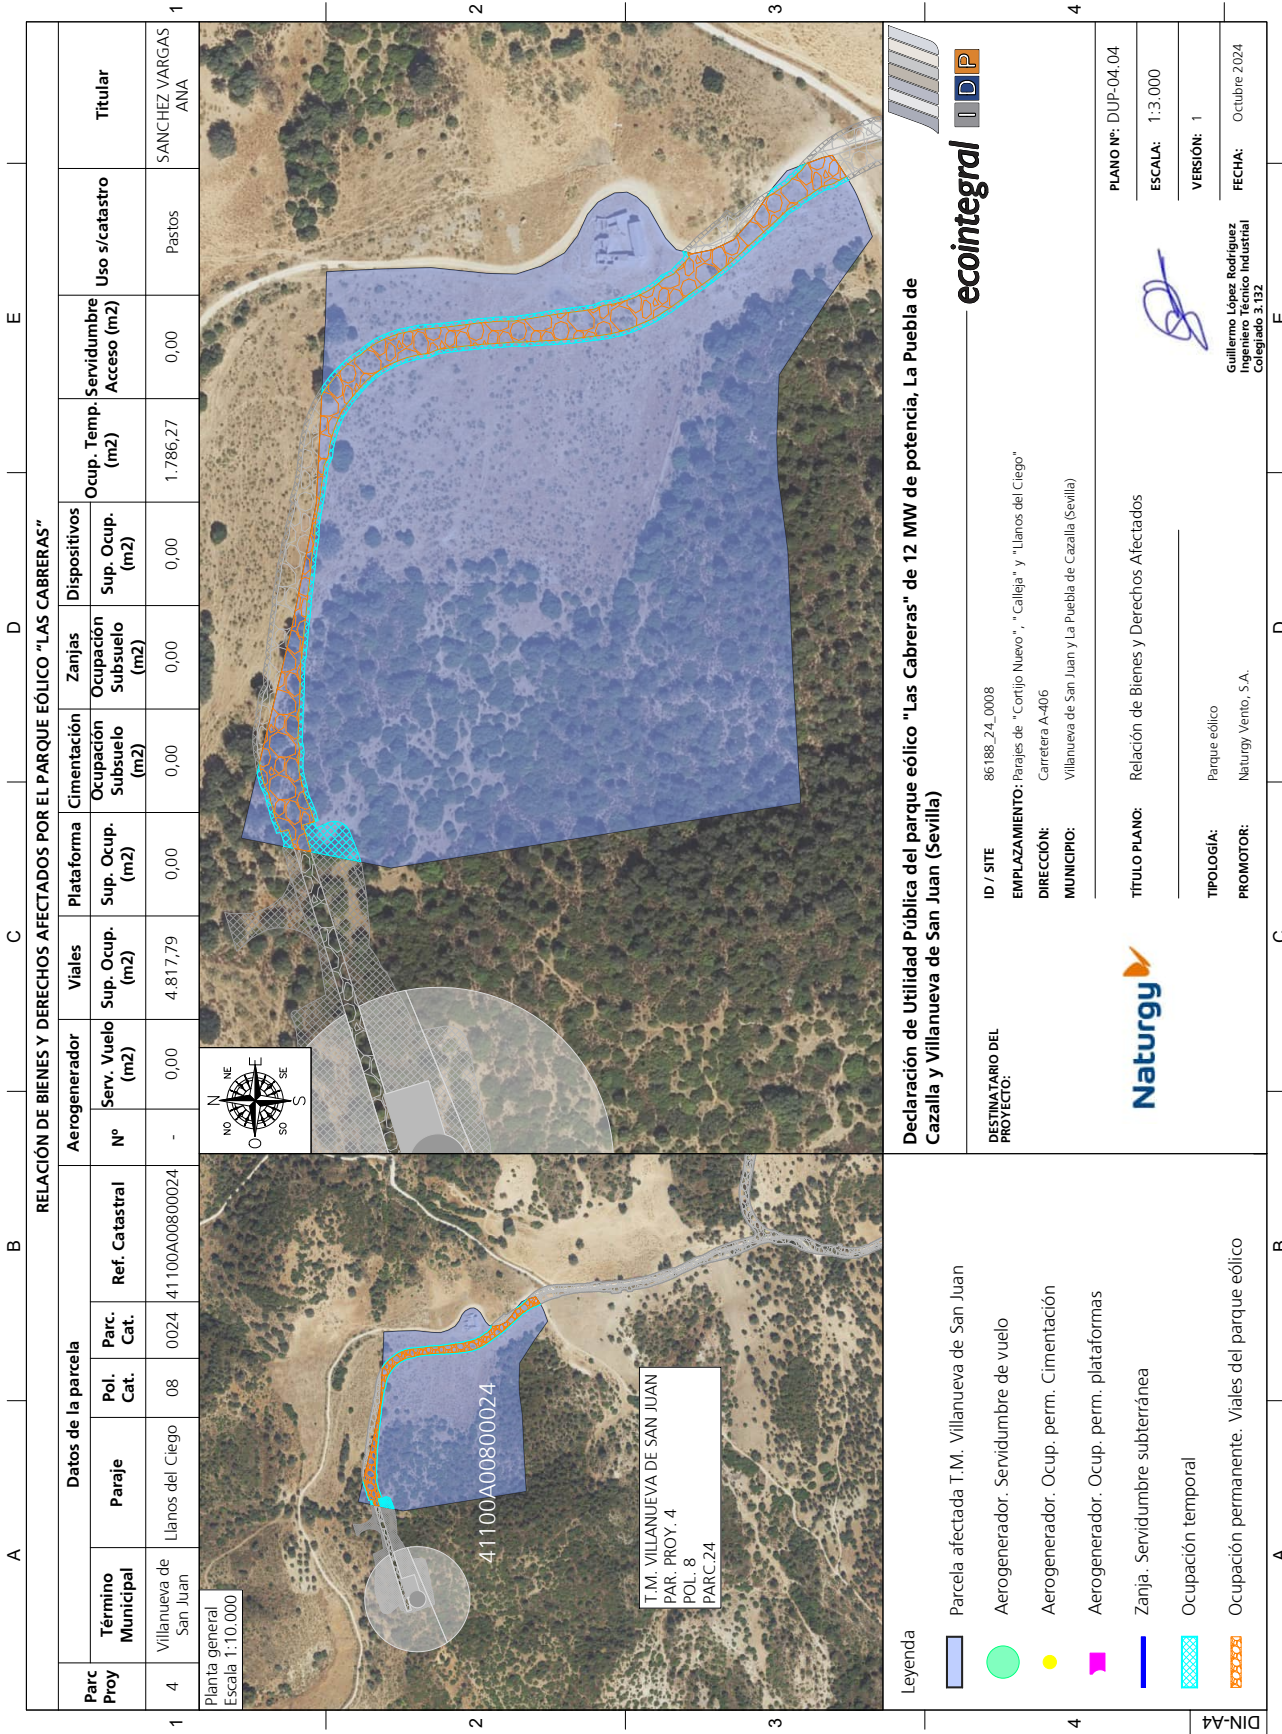 RELACIÓN DE BIENES Y DERECHOS AFECTADOS POR EL PARQUE EÓLICO "LAS CABRERAS"
Parc Proy
Datos de la parcela
Aerogenerador
Viales
Plataforma
Cimentación
Zanjas
Dispositivos
Ocup. Temp. (m2)
Servidumbre Acceso (m2)
Uso s/catastro
Titular
Término Municipal
Paraje
Pol. Cat.
Parc. Cat.
Ref. Catastral
Nº
Serv. Vuelo (m2)
Sup. Ocup. (m2)
Sup. Ocup. (m2)
Ocupación Subsuelo (m2)
Ocupación Subsuelo (m2)
Sup. Ocup. (m2)
4
Villanueva de San Juan
Llanos del Ciego
08
0024
41100A00800024
-
0,00
4.817,79
0,00
0,00
0,00
0,00
1.786,27
0,00
Pastos
SANCHEZ VARGAS ANA
Planta general
Escala 1:10.000
41100A00800024
T.M. VILLANUEVA DE SAN JUAN
PAR. PROY. 4
POL. 8
PARC.24
N
NE
E
SE
S
SO
O
NO
Leyenda
Parcela afectada T.M. Villanueva de San Juan
Aerogenerador. Servidumbre de vuelo
Aerogenerador. Ocup. perm. Cimentación
Aerogenerador. Ocup. perm. plataformas
Zanja. Servidumbre subterránea
Ocupación temporal
Ocupación permanente. Viales del parque eólico
Declaración de Utilidad Pública del parque eólico "Las Cabreras" de 12 MW de potencia, La Puebla de
Cazalla y Villanueva de San Juan (Sevilla)
ecointegral
I D P
DESTINATARIO DEL
PROYECTO:
Naturgy
ID / SITE
86188_24_0008
EMPLAZAMIENTO: Parajes de "Cortijo Nuevo", "Calleja" y "Llanos del Ciego"
DIRECCIÓN:
Carretera A-406
MUNICIPIO:
Villanueva de San Juan y La Puebla de Cazalla (Sevilla)
TÍTULO PLANO:
Relación de Bienes y Derechos Afectados
TIPOLOGÍA:
Parque eólico
PROMOTOR:
Naturgy Vento, S.A.
Guillermo López Rodríguez
Ingeniero Técnico Industrial
Colegiado 3.132
PLANO Nº: DUP-04.04
ESCALA: 1:3.000
VERSIÓN: 1
FECHA: Octubre 2024
A
B
C
D
E
A
B
C
D
E
1
2
3
4
1
2
3
4
DIN-A4